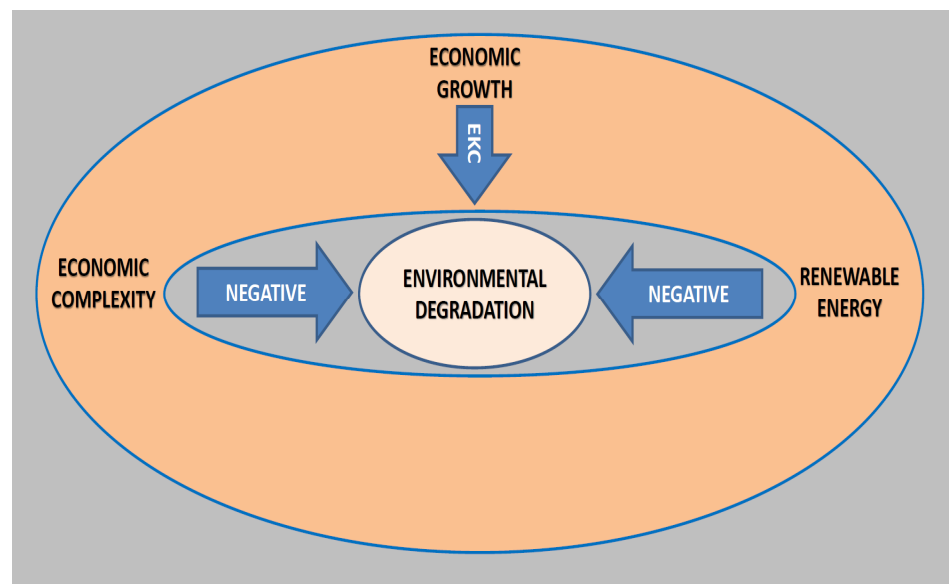 ECONOMIC
GROWTH
EKC
ECONOMIC
COMPLEXITY
NEGATIVE
ENVIRONMENTAL
DEGRADATION
NEGATIVE
RENEWABLE
ENERGY